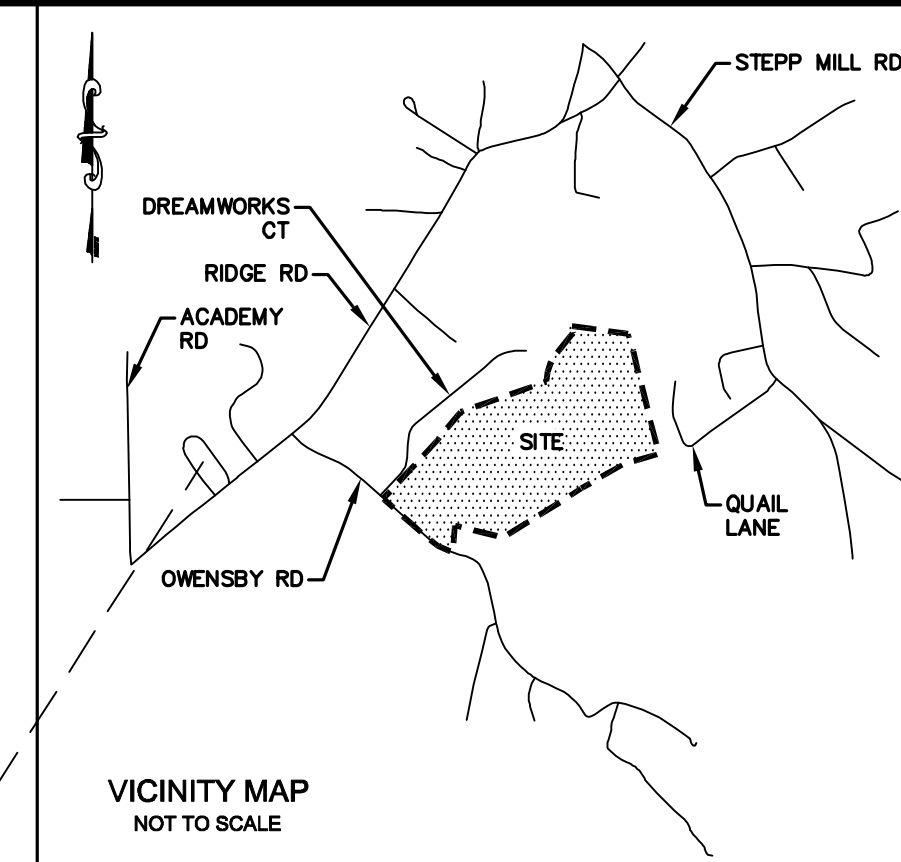 STEPP MILL RD
DREAMWORKS
CT
RIDGE RD
ACADEMY
RD
SITE
QUAIL
LANE
OWENSBY RD
VICINITY MAP
NOT TO SCALE